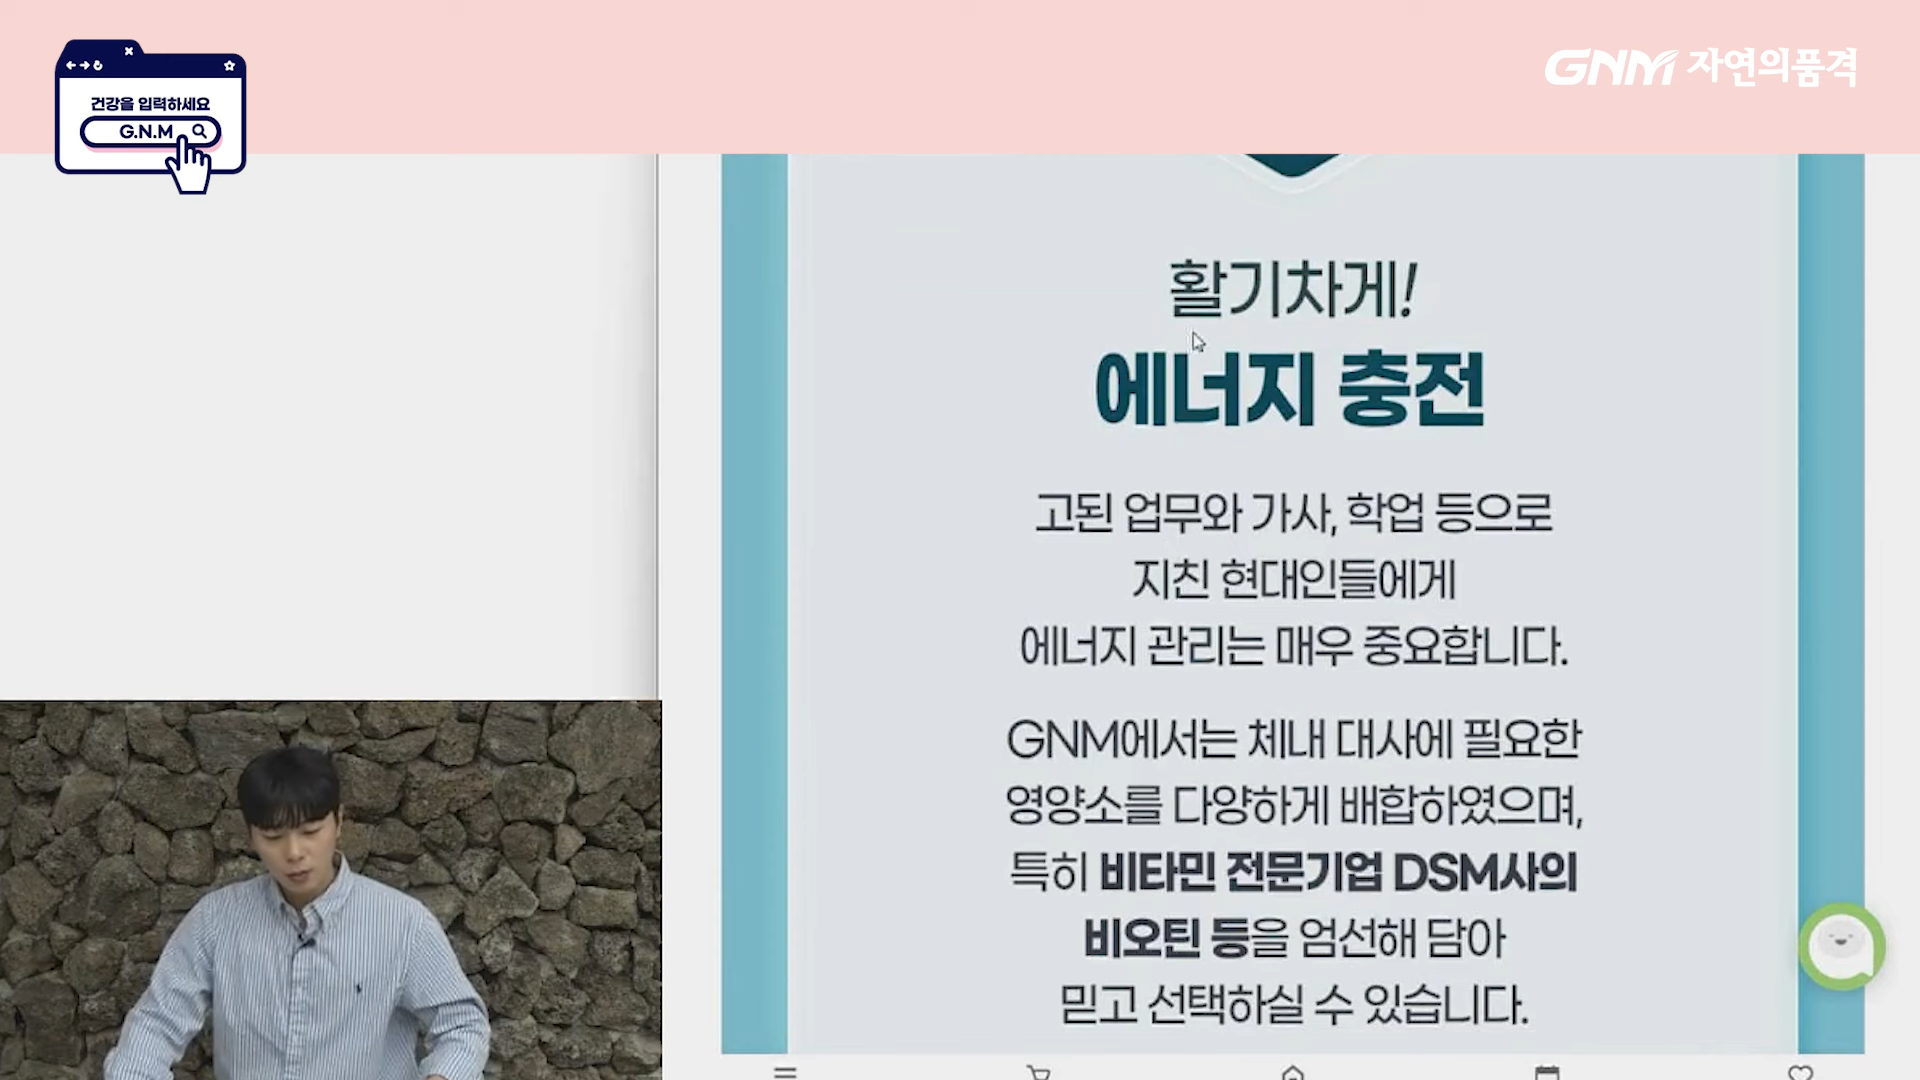 건강을 입력하세요
G.N.M
GNM 자연의품격
활기차게!
에너지 충전
고된 업무와 가사, 학업 등으로
지친 현대인들에게
에너지 관리는 매우 중요합니다.
GNM에서는 체내 대사에 필요한
영양소를 다양하게 배합하였으며,
특히 비타민 전문기업 DSM사의
비오틴 등을 엄선해 담아
믿고 선택하실 수 있습니다.